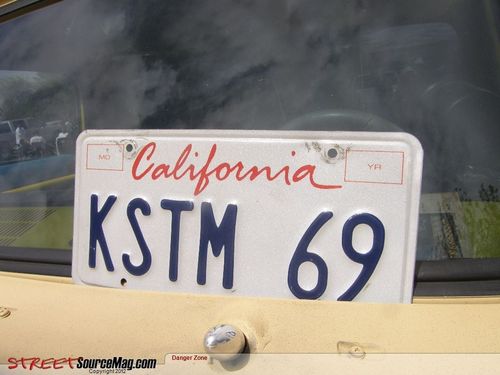 MO
California
YR
KSTM 69
STREETSourceMag.com
Danger Zone
Copyright 2012